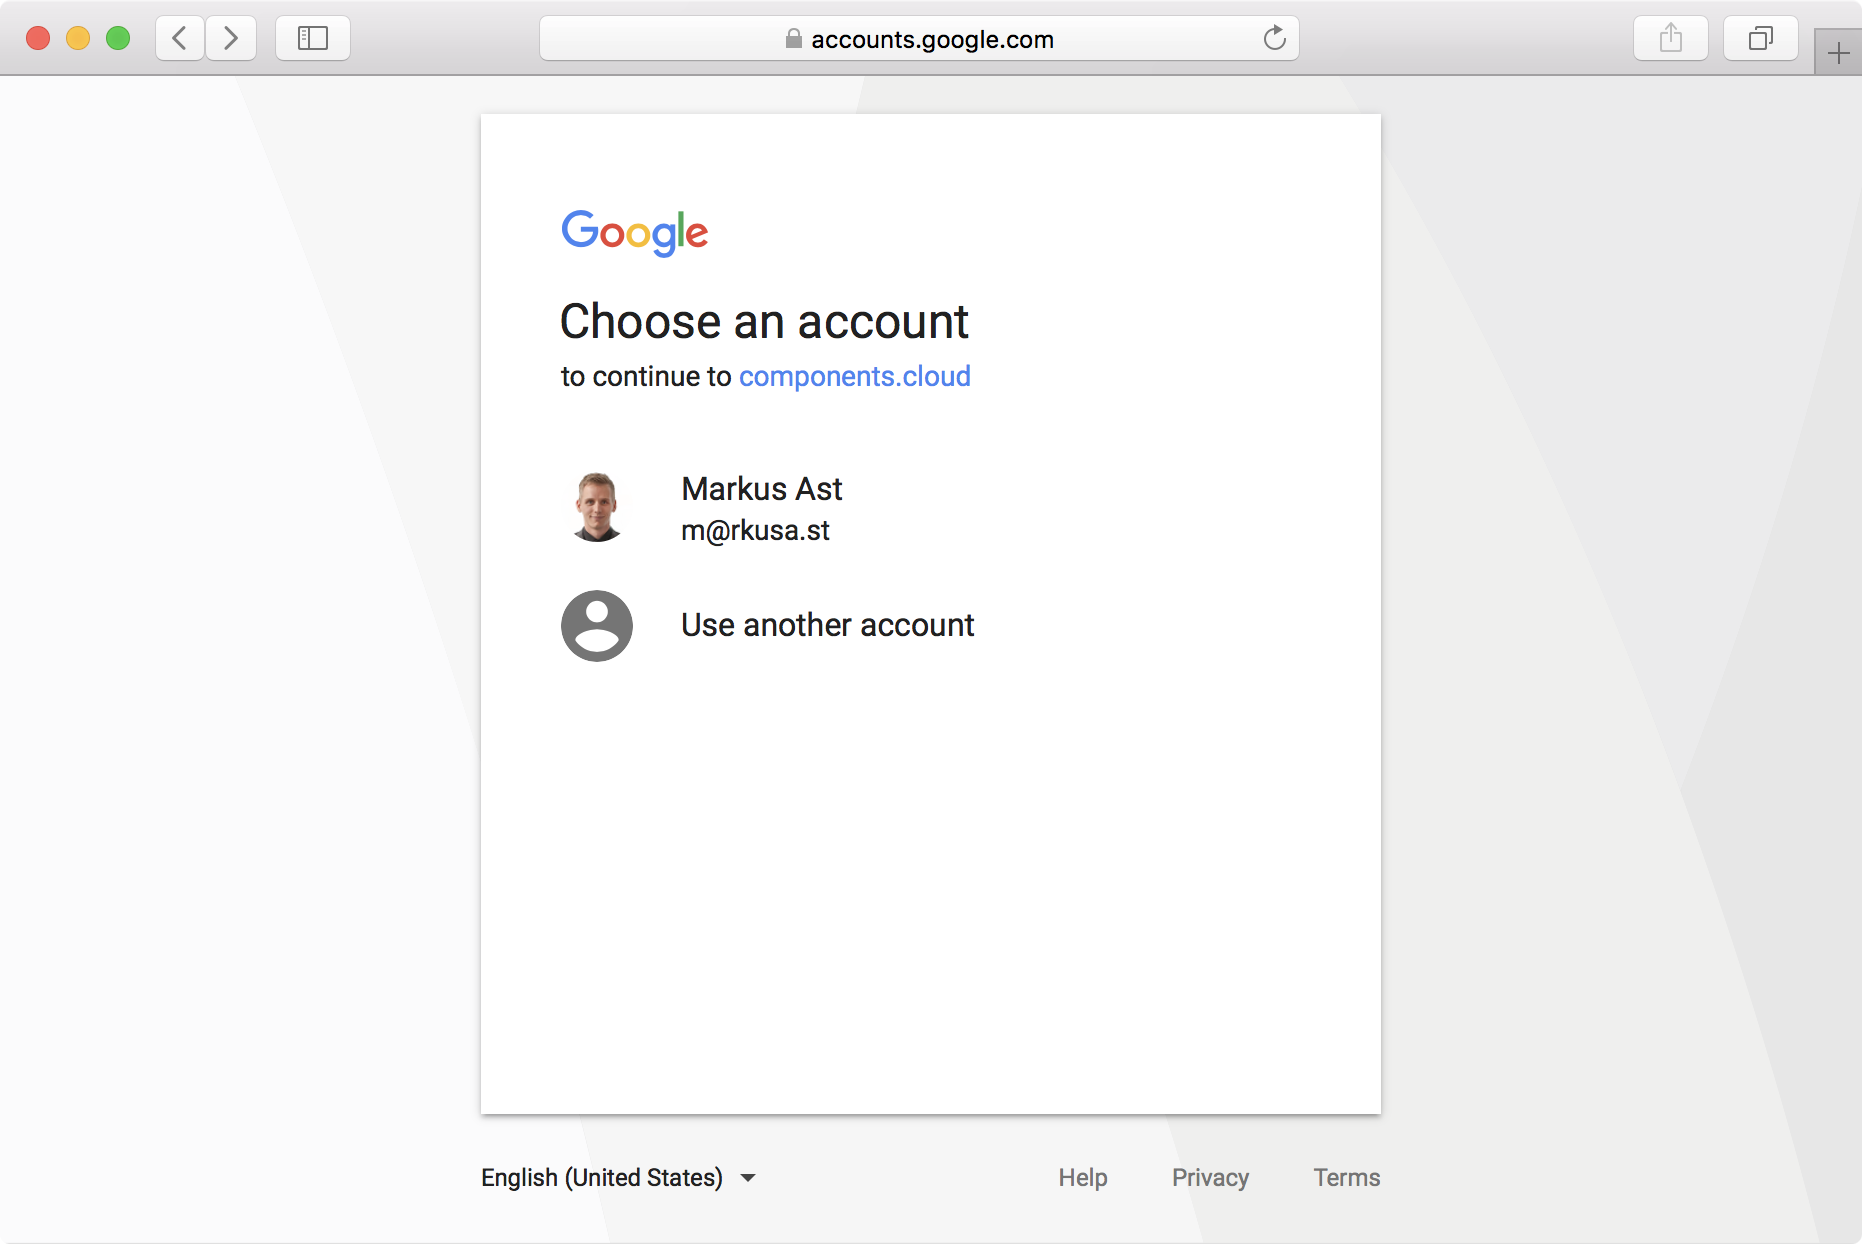 accounts.google.com
Google
Choose an account
to continue to components.cloud
Markus Ast
m@rkusa.st
Use another account
English (United States)
Help Privacy Terms